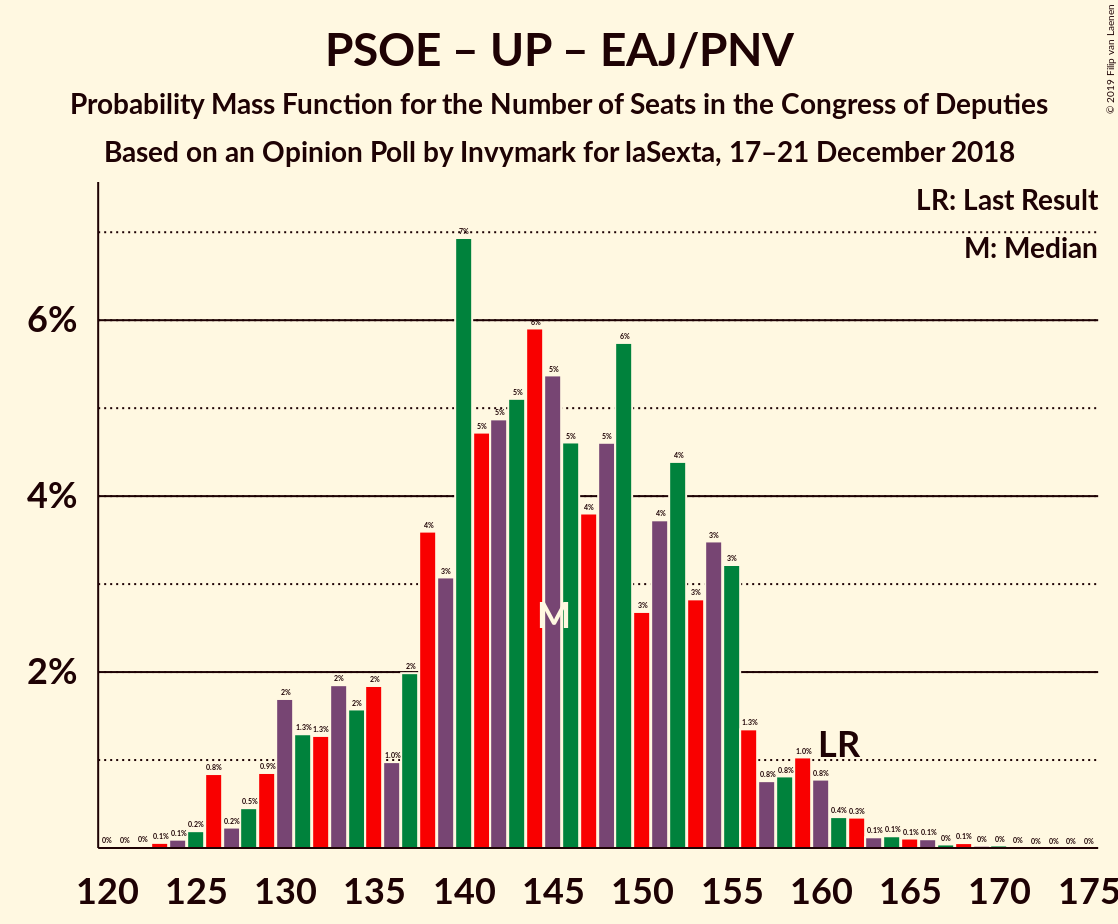 PSOE – UP – EAJ/PNV
Probability Mass Function for the Number of Seats in the Congress of Deputies
Based on an Opinion Poll by Invymark for laSexta, 17–21 December 2018
© 2019 Filip van Laenen
LR: Last Result
M: Median
6%
4%
2%
0% 0% 0% 0.1% 0.1% 0.2% 0.8% 0.2% 0.5% 0.9% 2% 1.3% 1.3% 2% 2% 2% 1.0% 2% 4% 3% 7% 5% 5% 5% 6% 5% 5% 4% 5% 6% 3% 4% 4% 3% 3% 3% 1.3% 0.8% 0.8% 1.0% 0.8% 0.4% 0.3% 0.1% 0.1% 0.1% 0.1% 0% 0.1% 0% 0% 0% 0% 0% 0% 0%
M
LR
120 125 130 135 140 145 150 155 160 165 170 175